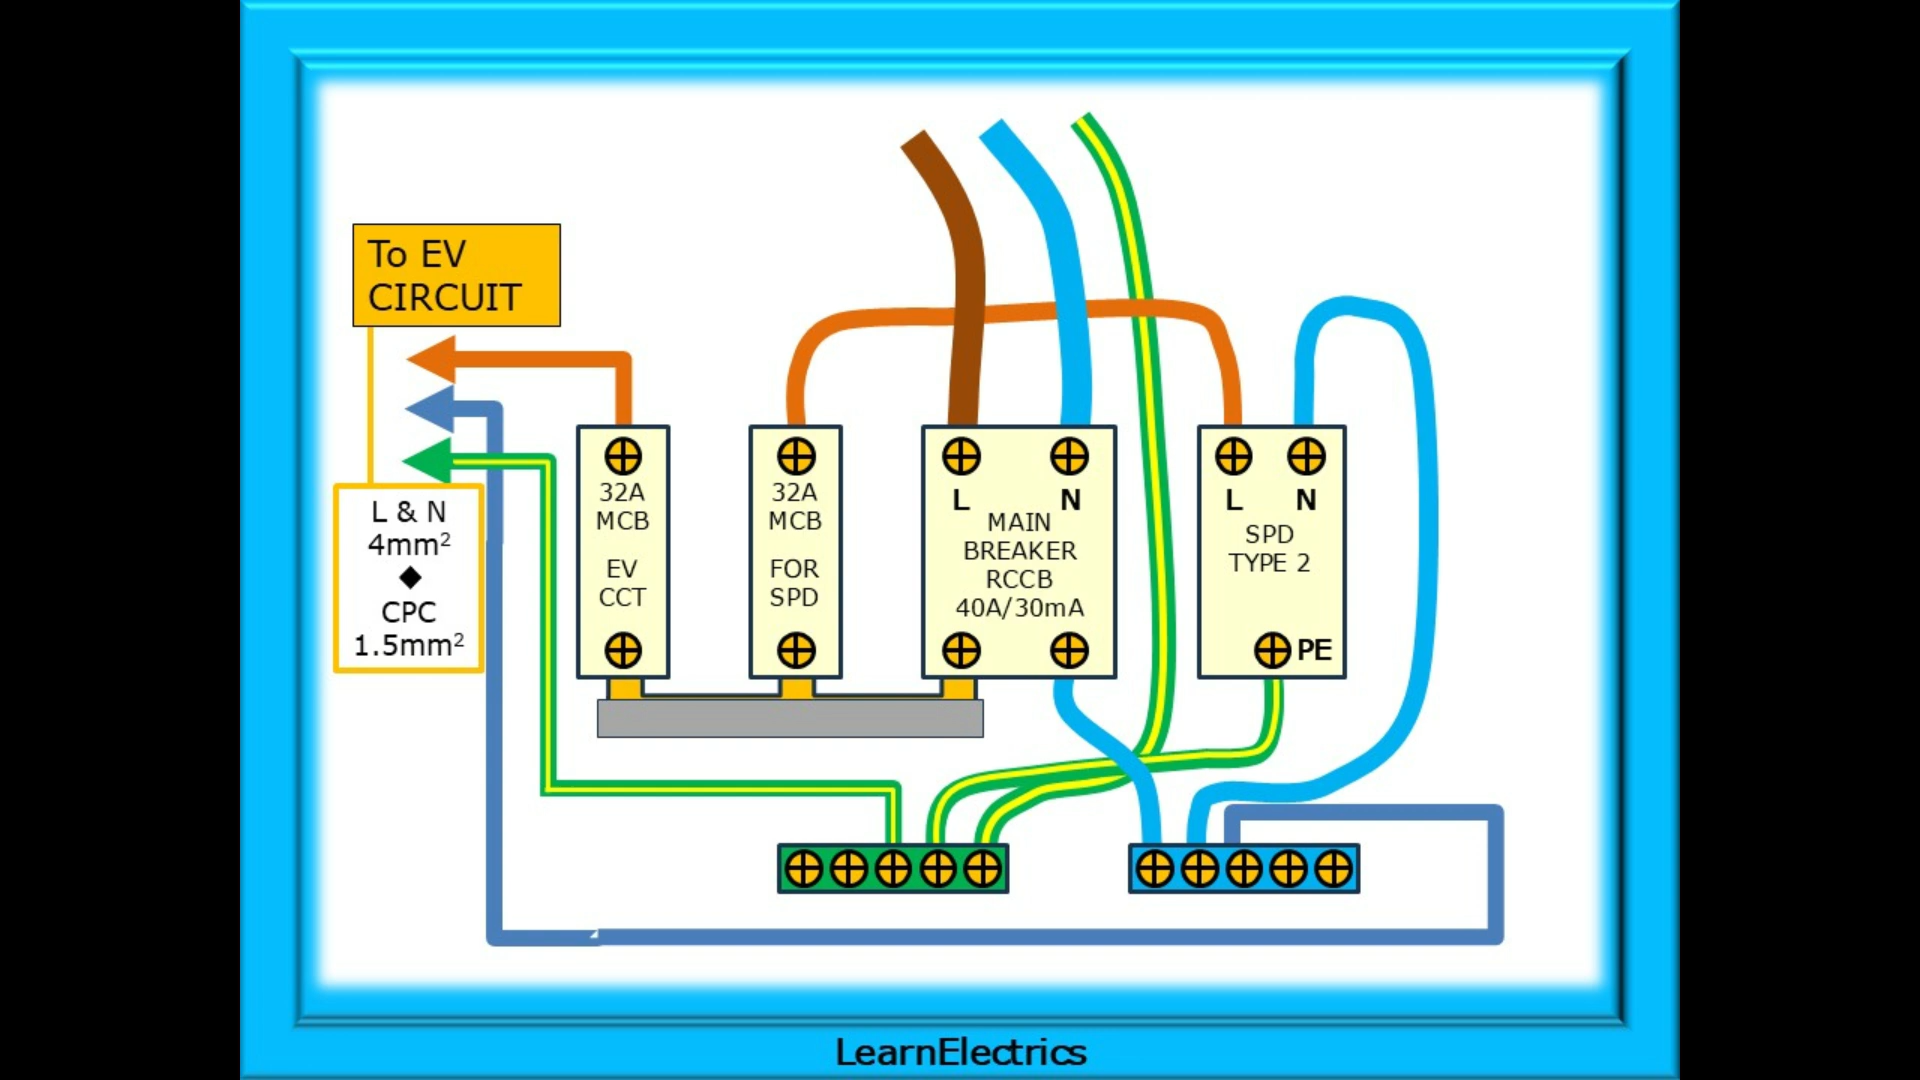 To EV
CIRCUIT
L & N
4mm²
◆
CPC
1.5mm²
32A
MCB
EV
CCT
32A
MCB
FOR
SPD
L N
MAIN
BREAKER
RCCB
40A/30mA
L N
SPD
TYPE 2
PE
LearnElectrics